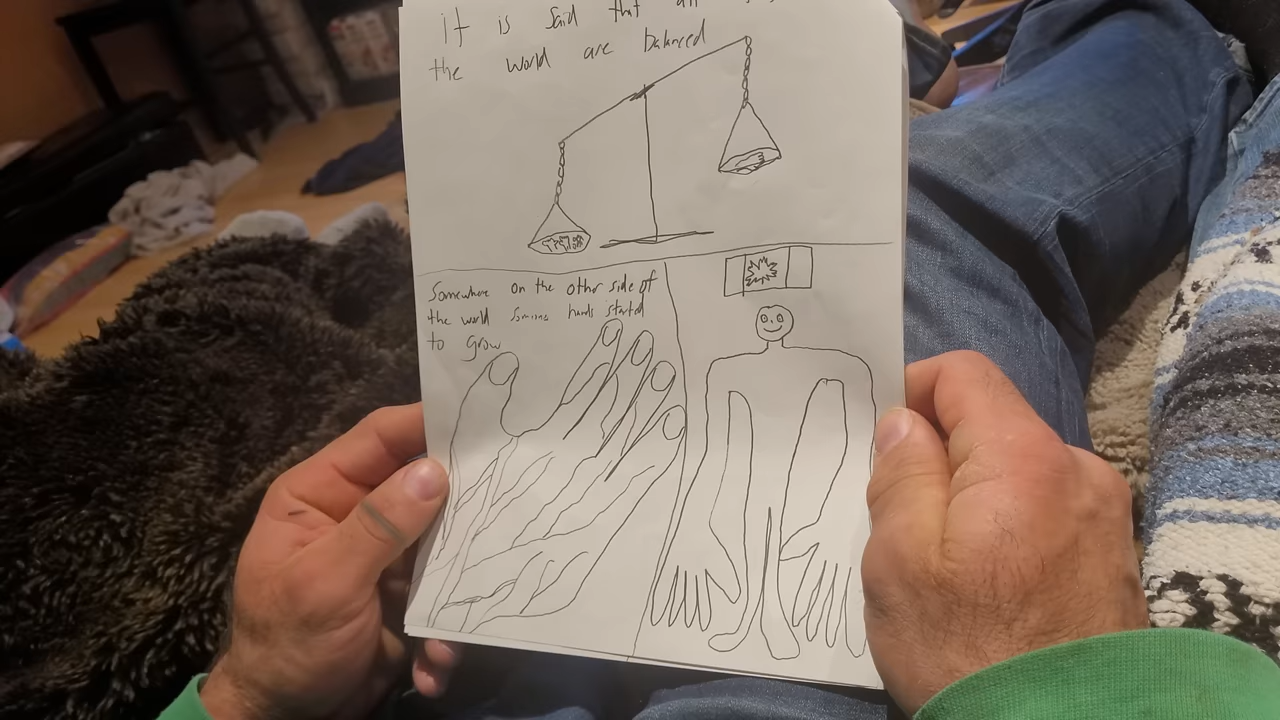 it is said that all
the world are balanced
Somewhere on the other side of
the world hands started
to grow